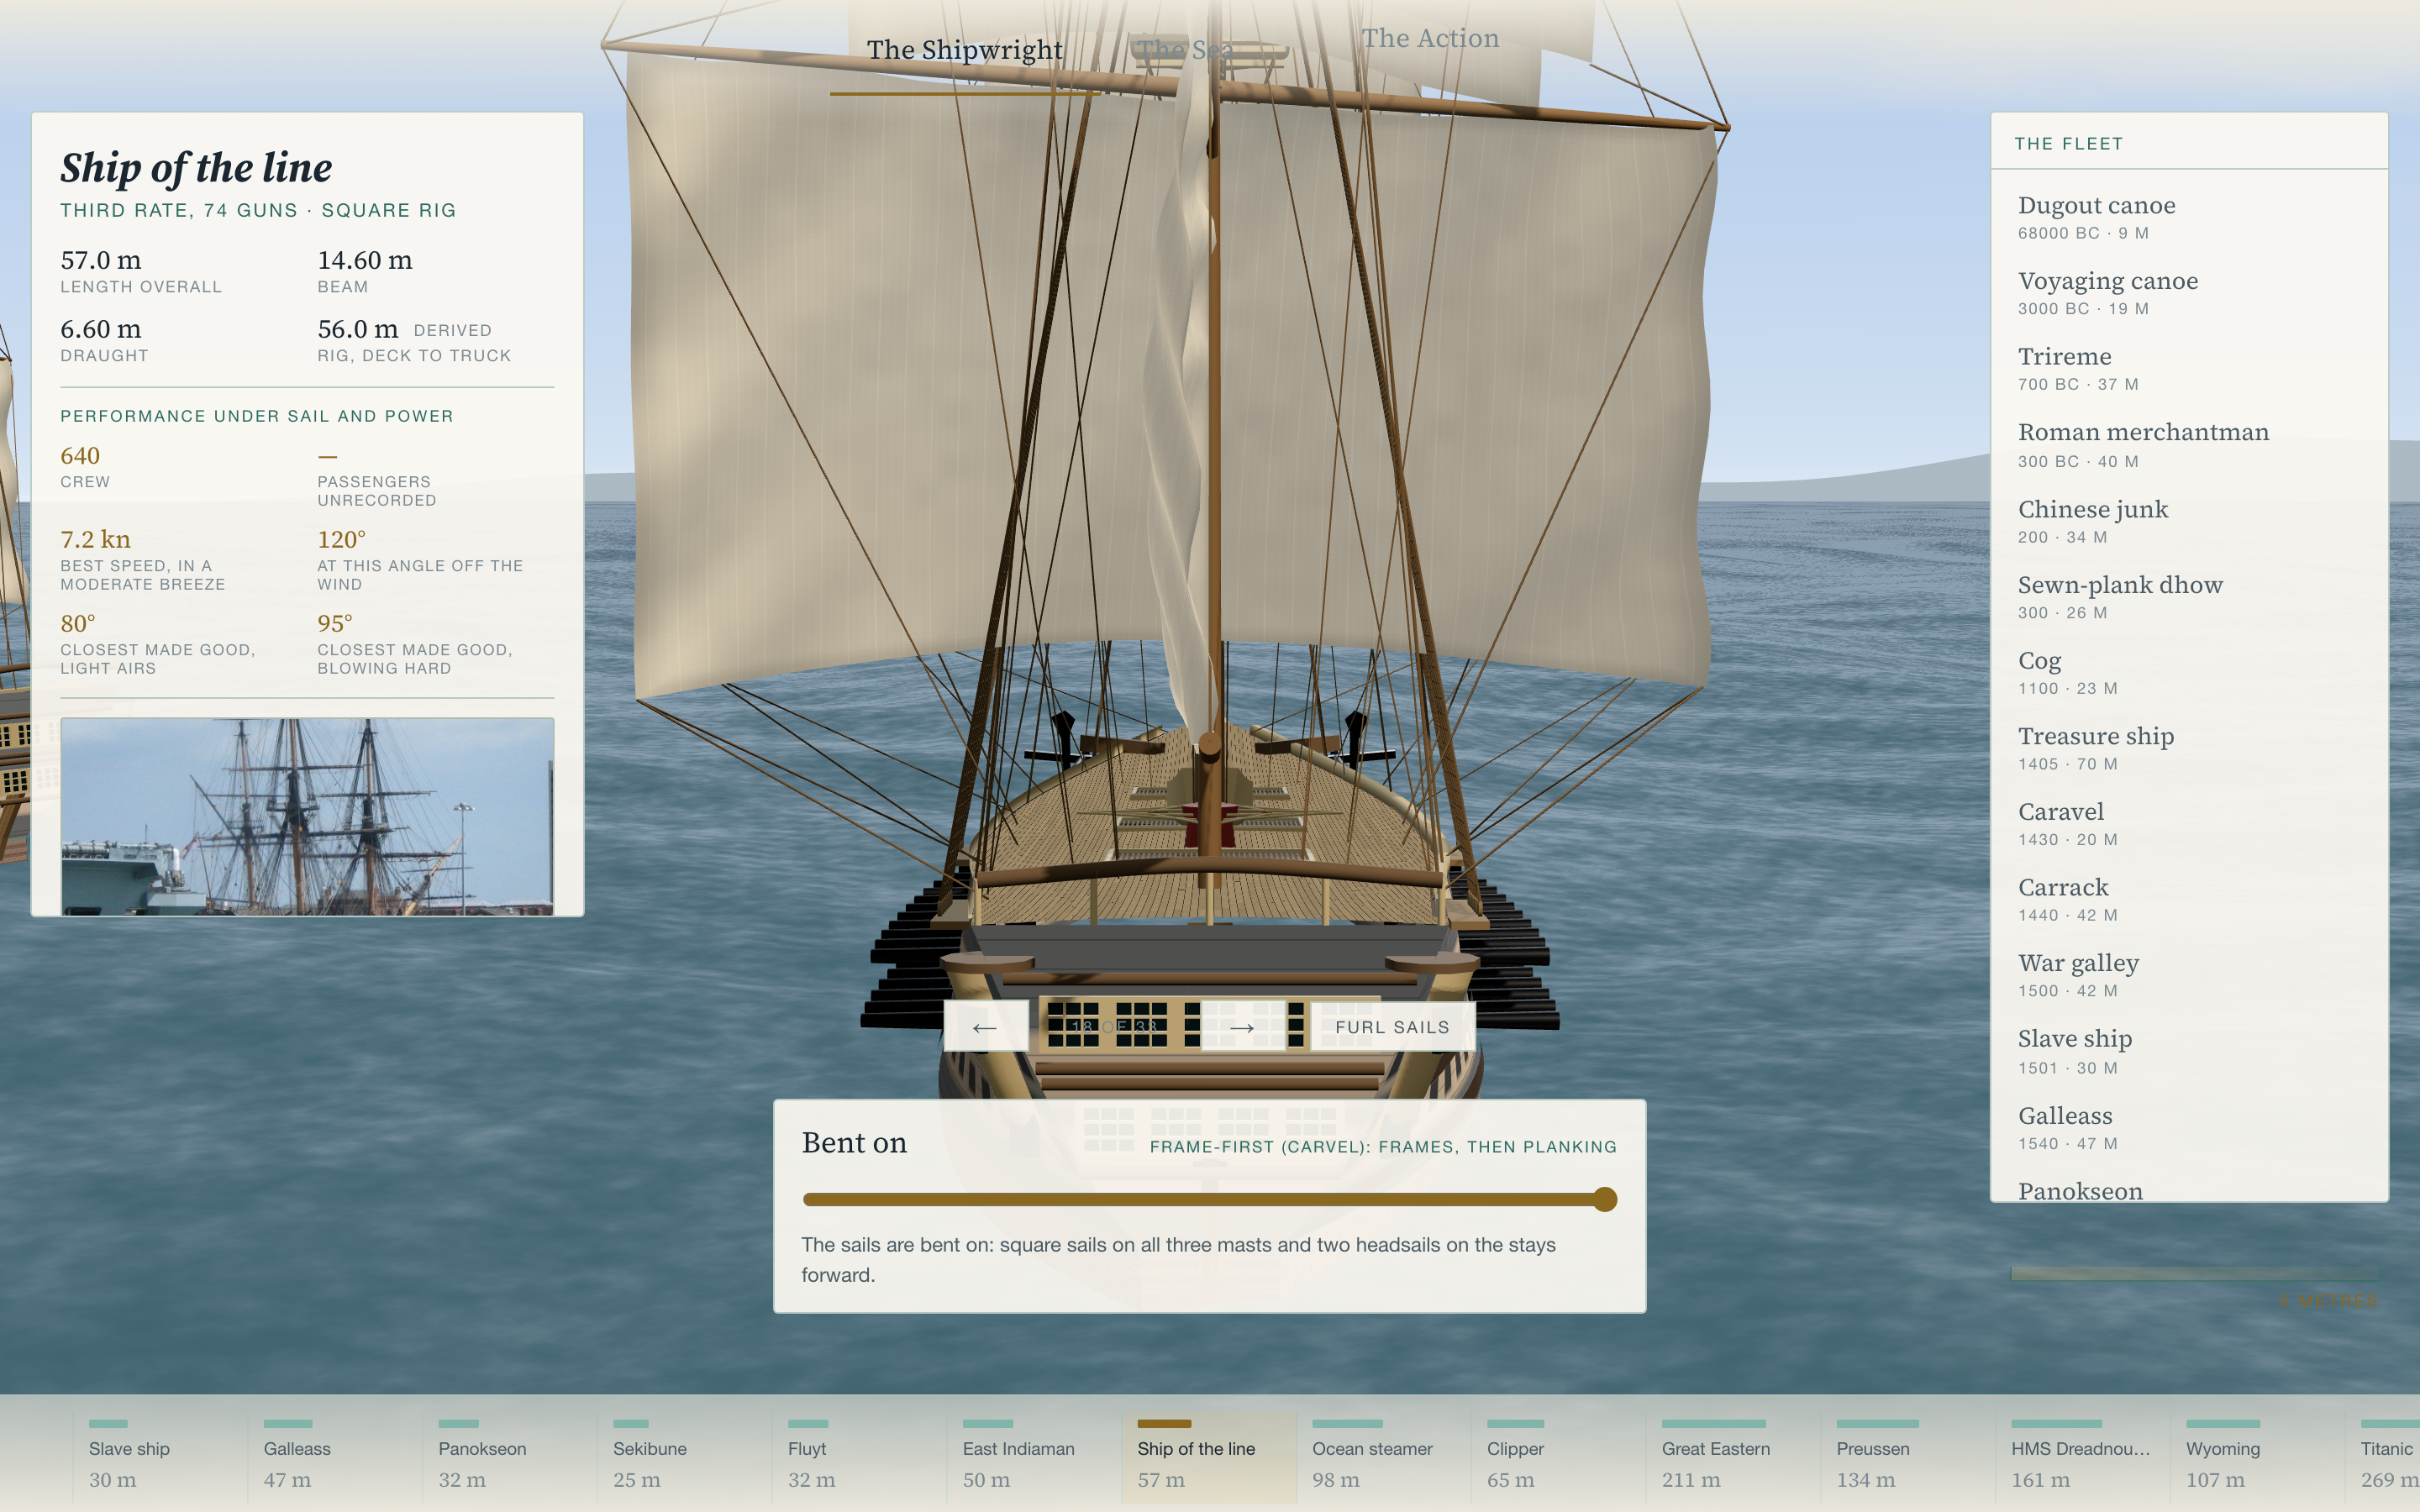 The Shipwright
The Sea
The Action
Ship of the line
THIRD RATE, 74 GUNS · SQUARE RIG
57.0 m
LENGTH OVERALL
14.60 m
BEAM
6.60 m
DRAUGHT
56.0 m DERIVED
RIG, DECK TO TRUCK
PERFORMANCE UNDER SAIL AND POWER
640
CREW
—
PASSENGERS
UNRECORDED
7.2 kn
BEST SPEED, IN A
MODERATE BREEZE
120°
AT THIS ANGLE OFF THE
WIND
80°
CLOSEST MADE GOOD,
LIGHT AIRS
95°
CLOSEST MADE GOOD,
BLOWING HARD
THE FLEET
Dugout canoe
68000 BC · 9 M
Voyaging canoe
3000 BC · 19 M
Trireme
700 BC · 37 M
Roman merchantman
300 BC · 40 M
Chinese junk
200 · 34 M
Sewn-plank dhow
300 · 26 M
Cog
1100 · 23 M
Treasure ship
1405 · 70 M
Caravel
1430 · 20 M
Carrack
1440 · 42 M
War galley
1500 · 42 M
Slave ship
1501 · 30 M
Galleass
1540 · 47 M
Panokseon
5 METRES
←
18 OF 33
→
FURL SAILS
Bent on
FRAME-FIRST (CARVEL): FRAMES, THEN PLANKING
The sails are bent on: square sails on all three masts and two headsails on the stays
forward.
Slave ship
30 m
Galleass
47 m
Panokseon
32 m
Sekibune
25 m
Fluyt
32 m
East Indiaman
50 m
Ship of the line
57 m
Ocean steamer
98 m
Clipper
65 m
Great Eastern
211 m
Preussen
134 m
HMS Dreadnou...
161 m
Wyoming
107 m
Titanic
269 m